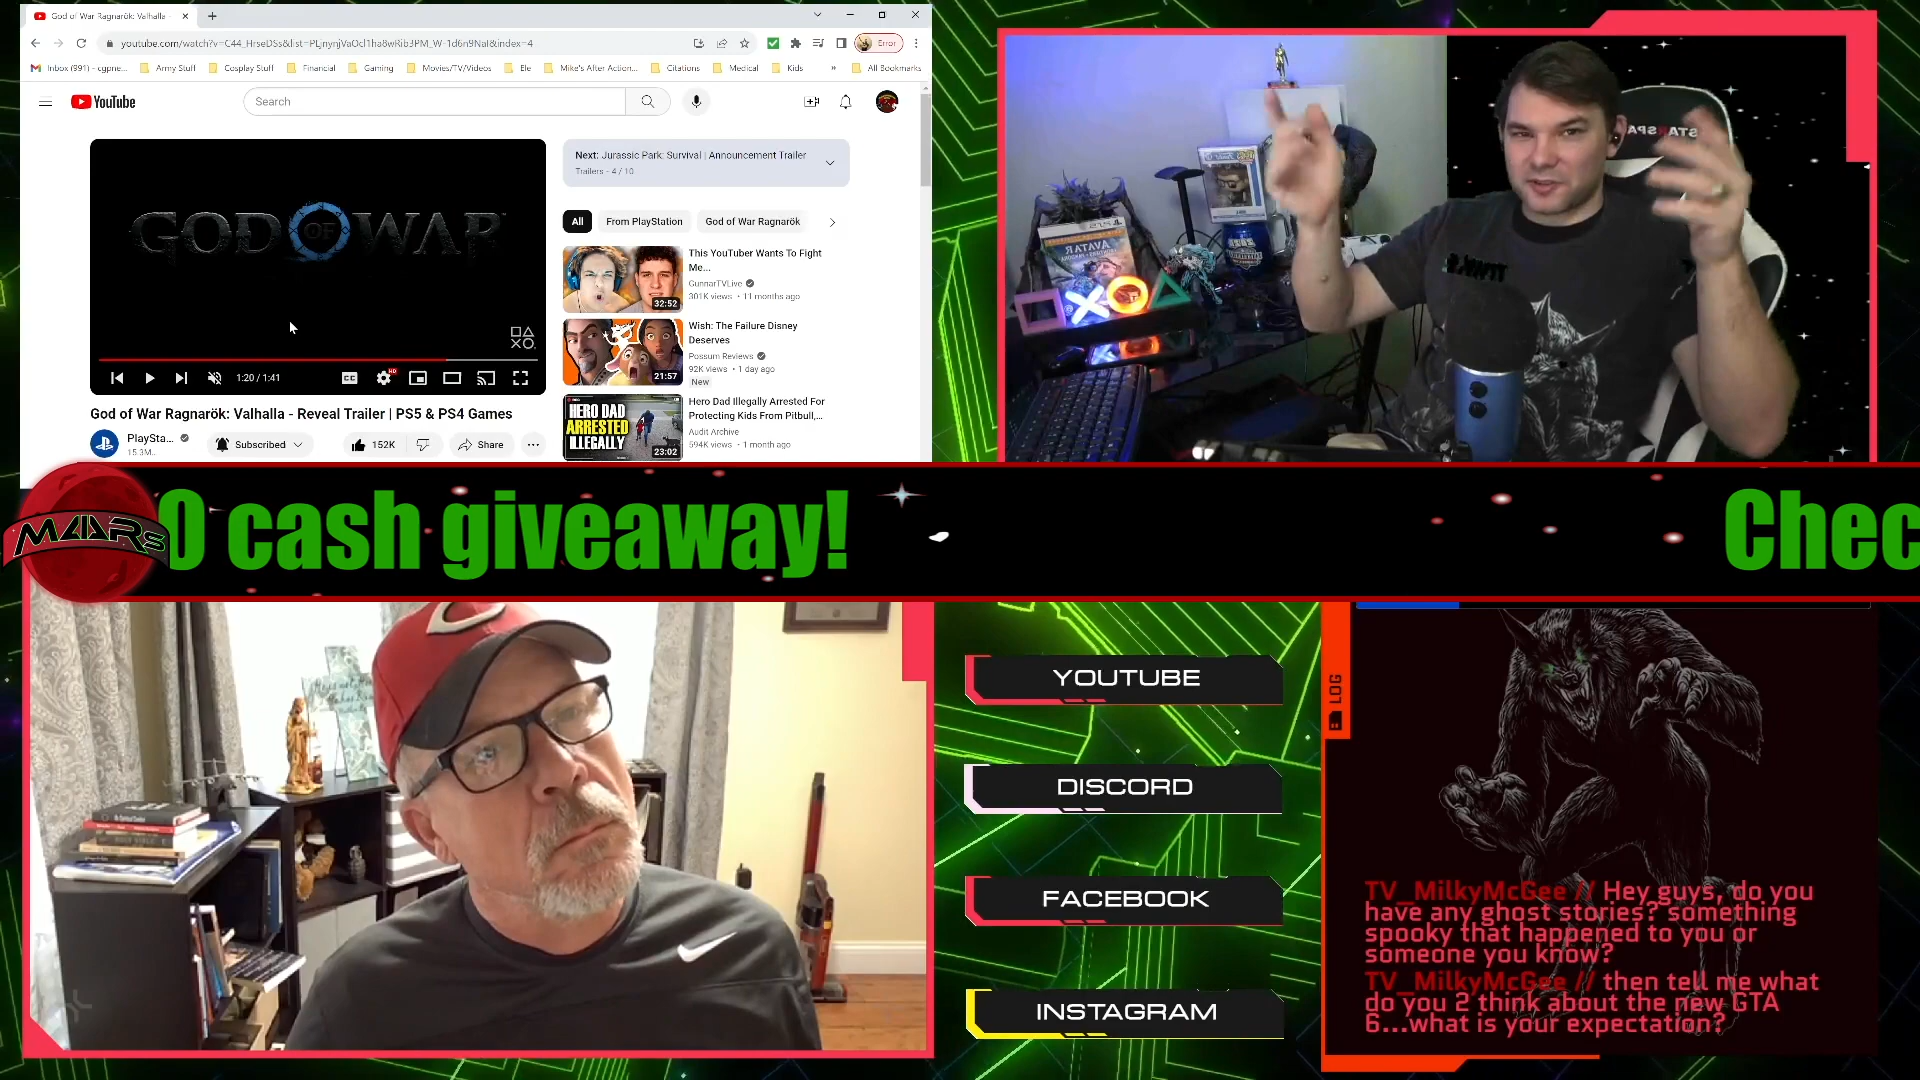 God of War Ragnarök: Valhalla -
youtube.com/watch?v=C44_HrseDSs&list=PLjnynjVaOcl1ha8wRib3PM_W-1d6n9NaI&index=4
Error
Inbox (991) - cgpne...
Army Stuff
Cosplay Stuff
Financial
Gaming
Movies/TV/Videos
Ele
Mike's After Action...
Citations
Medical
Kids
»
All Bookmarks
YouTube
Search
GOD OF WAR
1:20 / 1:41
CC
HD
God of War Ragnarök: Valhalla - Reveal Trailer | PS5 & PS4 Games
PlaySta...
15.3M...
Subscribed
152K
Share
Next: Jurassic Park: Survival | Announcement Trailer
Trailers - 4 / 10
All
From PlayStation
God of War Ragnarök
This YouTuber Wants To Fight
Me...
GunnarTVLive
301K views • 11 months ago
32:52
Wish: The Failure Disney
Deserves
Possum Reviews
92K views • 1 day ago
New
21:57
HERO DAD
ARRESTED
ILLEGALLY
23:02
Hero Dad Illegally Arrested For
Protecting Kids From Pitbull,...
Audit Archive
594K views • 1 month ago
AVATAR
0 cash giveaway!
Chec
YOUTUBE
DISCORD
FACEBOOK
INSTAGRAM
LOG
TV_MilkyMcGee // Hey guys, do you
have any ghost stories? something
spooky that happened to you or
someone you know?
TV_MilkyMcGee // then tell me what
do you 2 think about the new GTA
6...what is your expectation?